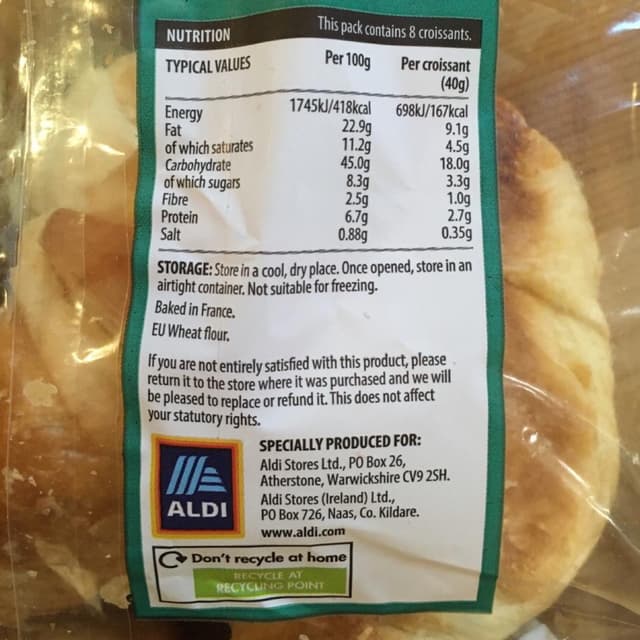 NUTRITION This pack contains 8 croissants.
TYPICAL VALUES Per 100g Per croissant
(40g)
Energy 1745kJ/418kcal 698kJ/167kcal
Fat 22.9g 9.1g
of which saturates 11.2g 4.5g
Carbohydrate 45.0g 18.0g
of which sugars 8.3g 3.3g
Fibre 2.5g 1.0g
Protein 6.7g 2.7g
Salt 0.88g 0.35g
STORAGE: Store in a cool, dry place. Once opened, store in an
airtight container. Not suitable for freezing.
Baked in France.
EU Wheat flour.
If you are not entirely satisfied with this product, please
return it to the store where it was purchased and we will
be pleased to replace or refund it. This does not affect
your statutory rights.
ALDI
SPECIALLY PRODUCED FOR:
Aldi Stores Ltd., PO Box 26,
Atherstone, Warwickshire CV9 2SH.
Aldi Stores (Ireland) Ltd.,
PO Box 726, Naas, Co. Kildare.
www.aldi.com
Don't recycle at home
RECYCLE AT
RECYCLING POINT